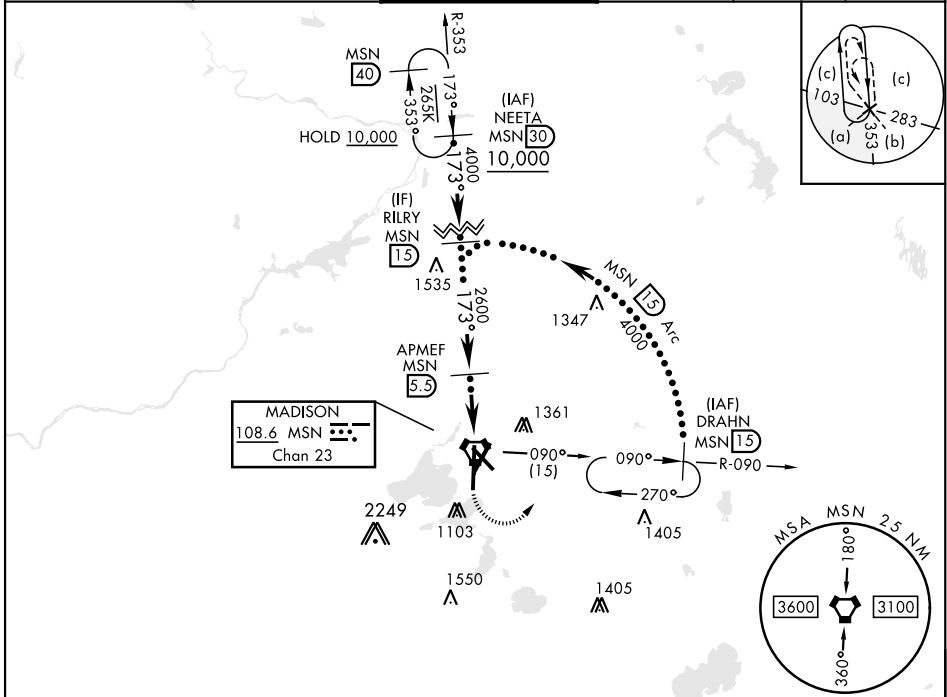 R-353
MSN
40
173°
265K
353°
HOLD 10,000
(IAF)
NEETA
MSN 30
10,000
4000
173°
(IF)
RILRY
MSN
15
1535
2600
173°
MSN 15 Arc
4000
1347
APMEF
MSN
5.5
MADISON
108.6 MSN
Chan 23
1361
(IAF)
DRAHN
MSN 15
090°
(15)
090°
R-090
270°
2249
1103
1405
1550
1405
(c)
(c)
103
283
(a)
(b)
353
MSA MSN 25 NM
180°
3600
3100
360°